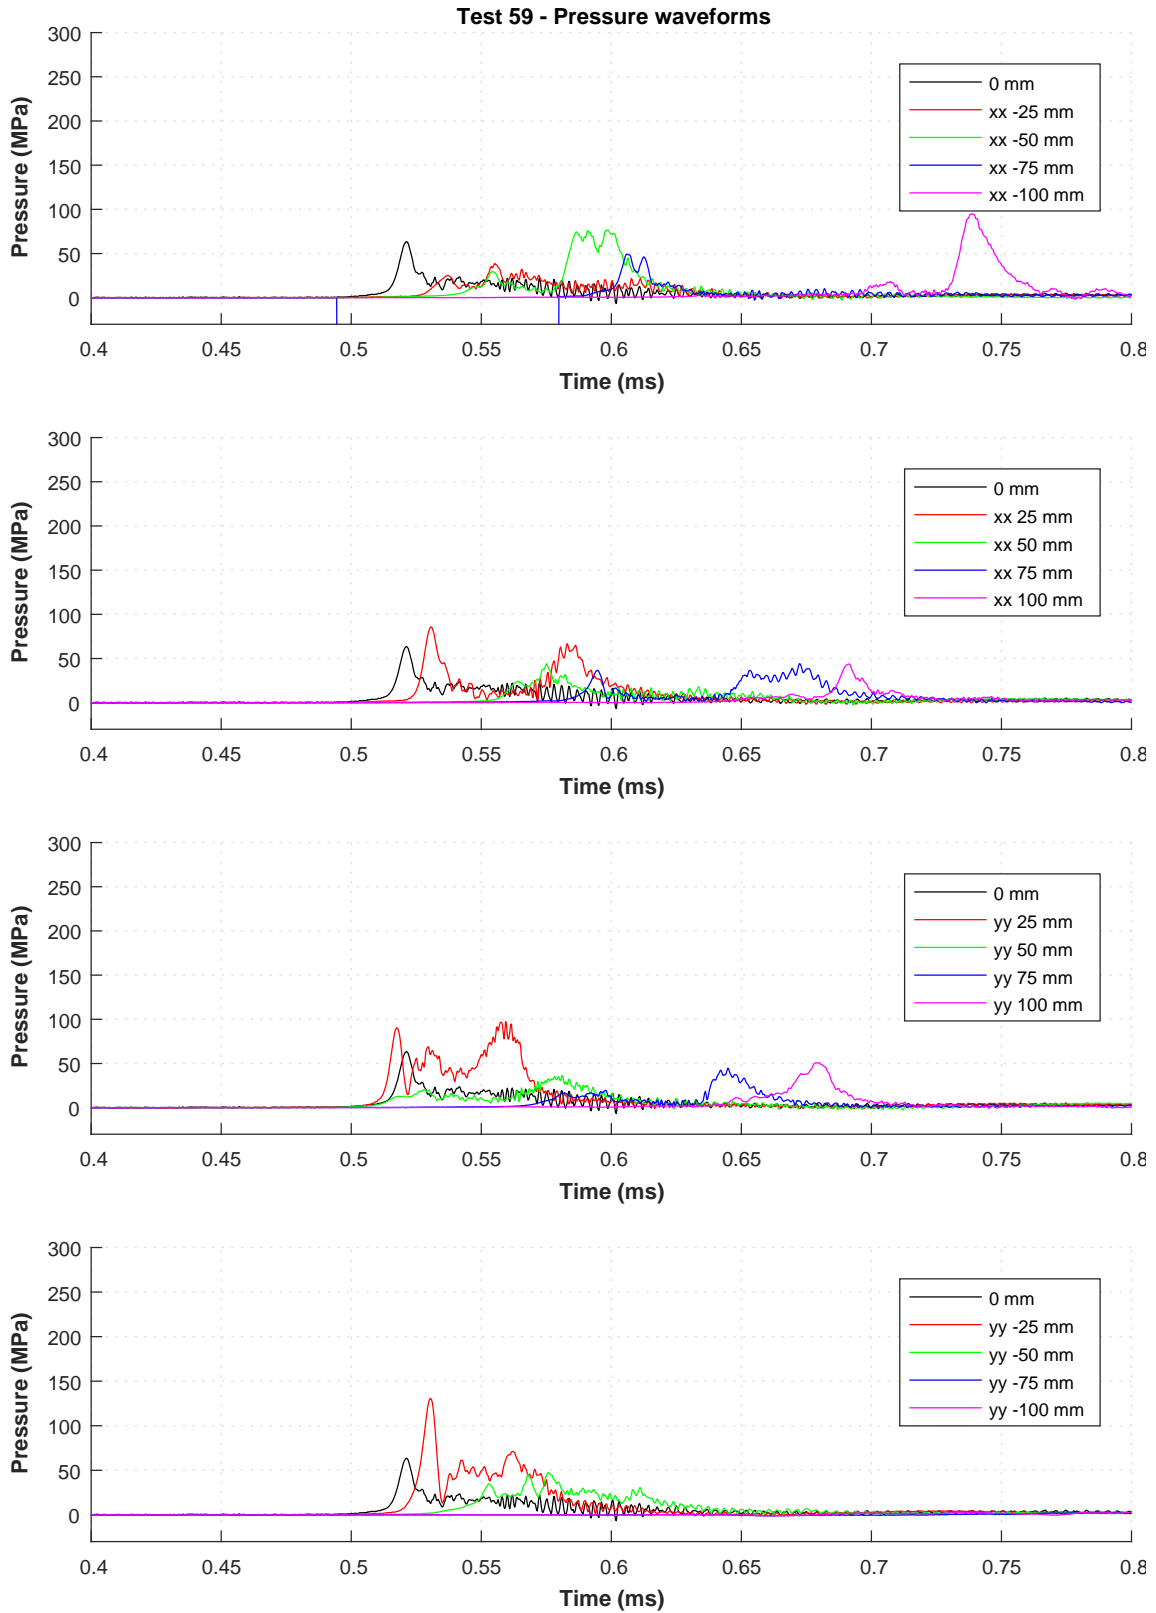 Test 59 - Pressure waveforms
300
250
200
150
100
50
0
Pressure (MPa)
0 mm
xx -25 mm
xx -50 mm
xx -75 mm
xx -100 mm
0.4 0.45 0.5 0.55 0.6 0.65 0.7 0.75 0.8
Time (ms)
300
250
200
150
100
50
0
Pressure (MPa)
0 mm
xx 25 mm
xx 50 mm
xx 75 mm
xx 100 mm
0.4 0.45 0.5 0.55 0.6 0.65 0.7 0.75 0.8
Time (ms)
300
250
200
150
100
50
0
Pressure (MPa)
0 mm
yy 25 mm
yy 50 mm
yy 75 mm
yy 100 mm
0.4 0.45 0.5 0.55 0.6 0.65 0.7 0.75 0.8
Time (ms)
300
250
200
150
100
50
0
Pressure (MPa)
0 mm
yy -25 mm
yy -50 mm
yy -75 mm
yy -100 mm
0.4 0.45 0.5 0.55 0.6 0.65 0.7 0.75 0.8
Time (ms)